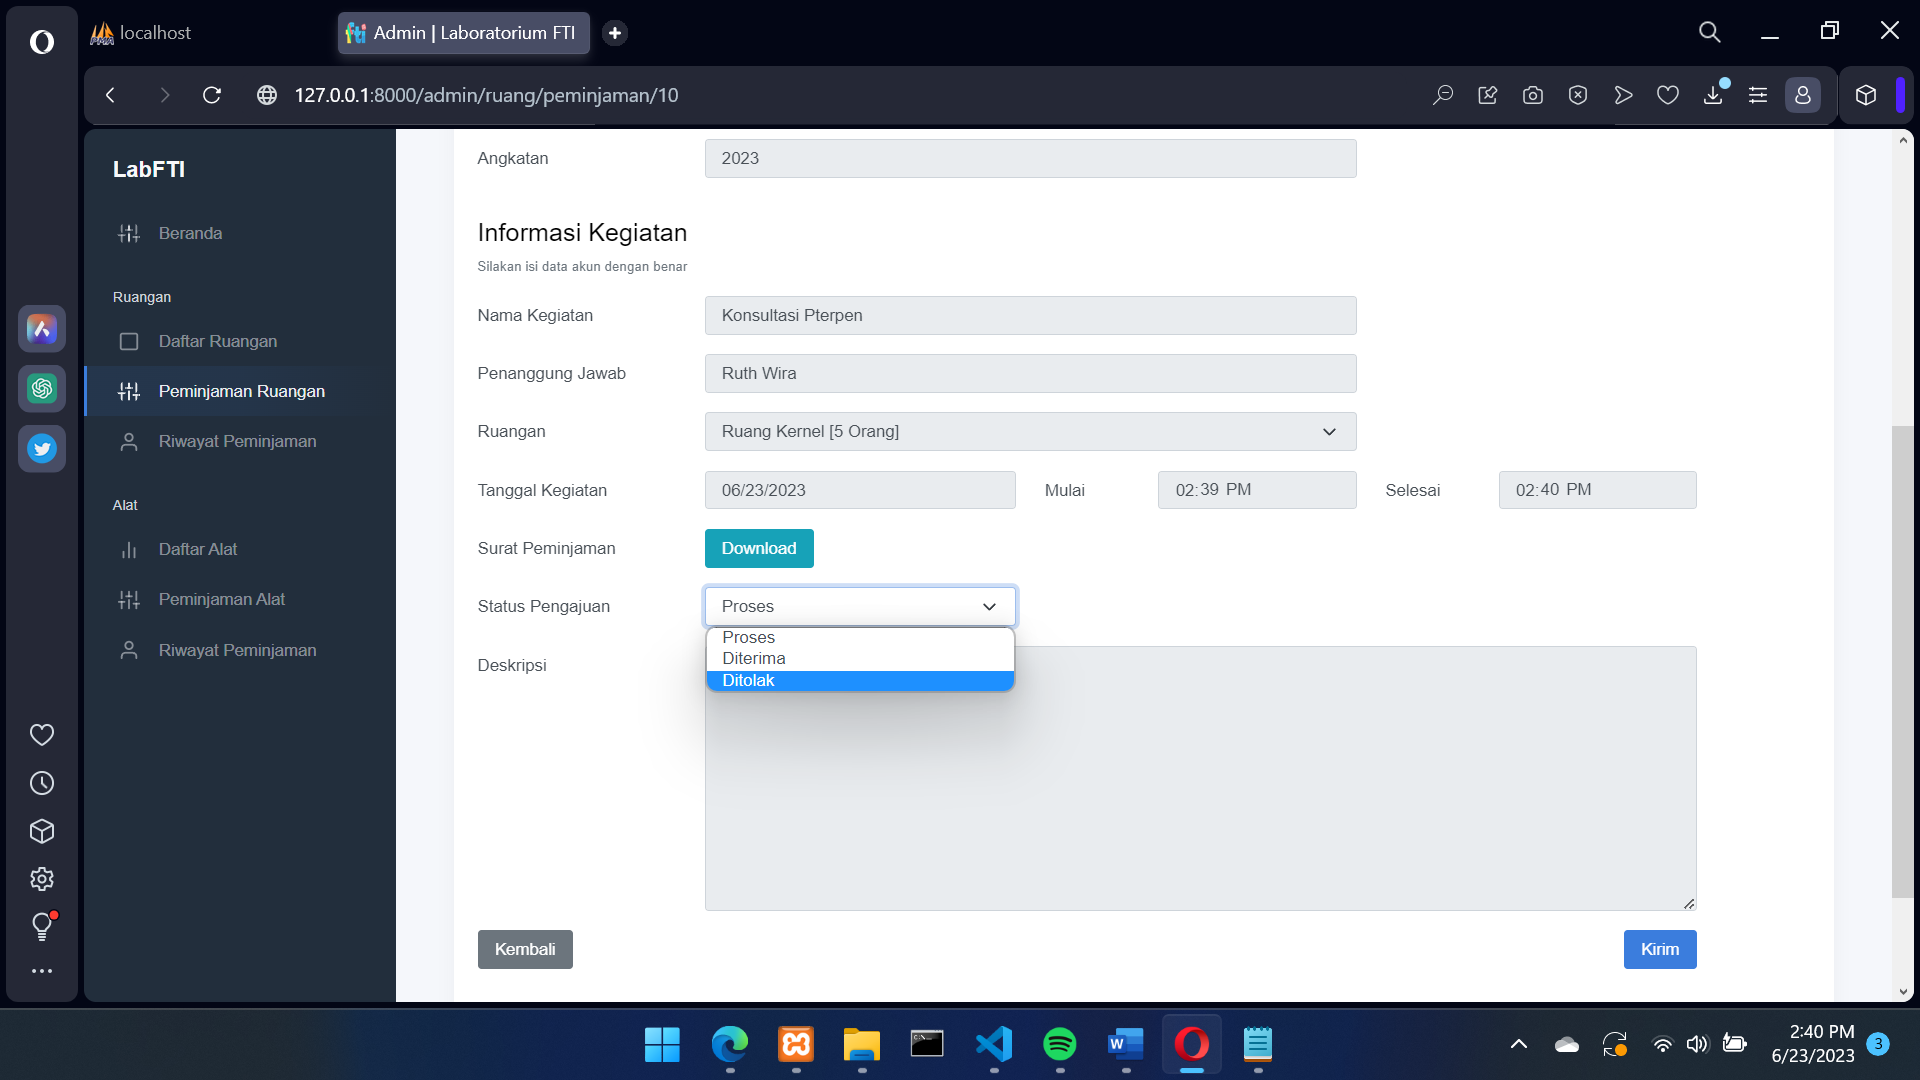 localhost
Admin | Laboratorium FTI
127.0.0.1:8000/admin/ruang/peminjaman/10
LabFTI
Beranda
Ruangan
Daftar Ruangan
Peminjaman Ruangan
Riwayat Peminjaman
Alat
Daftar Alat
Peminjaman Alat
Riwayat Peminjaman
Angkatan
2023
Informasi Kegiatan
Silakan isi data akun dengan benar
Nama Kegiatan
Konsultasi Pterpen
Penanggung Jawab
Ruth Wira
Ruangan
Ruang Kernel [5 Orang]
Tanggal Kegiatan
06/23/2023
Mulai
02:39 PM
Selesai
02:40 PM
Surat Peminjaman
Download
Status Pengajuan
Proses
Proses
Diterima
Ditolak
Deskripsi
Kembali
Kirim
2:40 PM
6/23/2023
3